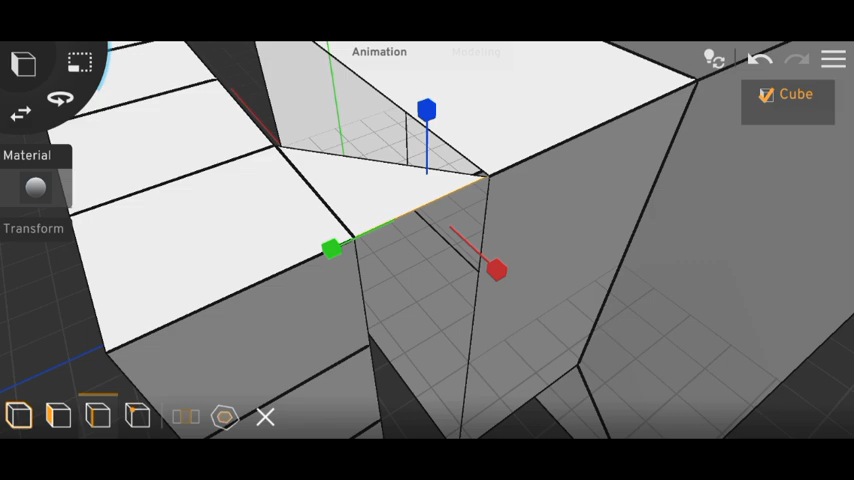 Animation
Modeling
Cube
Material
Transform